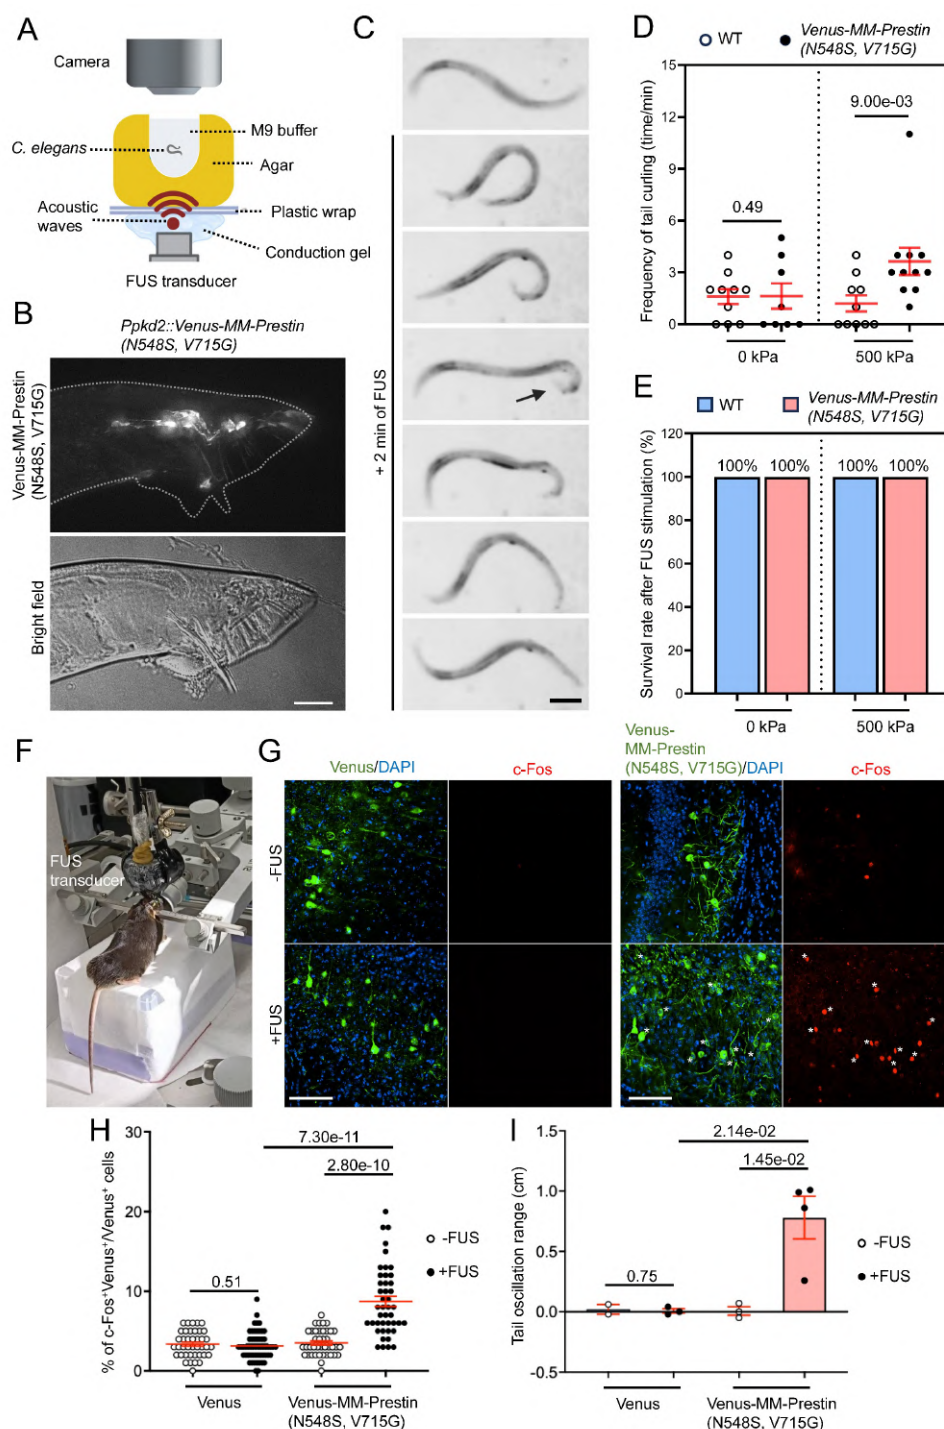 A
Camera
M9 buffer
C. elegans
Agar
Acoustic
waves
Plastic wrap
Conduction gel
FUS transducer
B
Ppkd2::Venus-MM-Prestin
(N548S, V715G)
Venus-MM-Prestin
(N548S, V715G)
Bright field
C
+ 2 min of FUS
D
WT
Venus-MM-Prestin
(N548S, V715G)
Frequency of tail curling (time/min)
15
12
9
6
3
0
0.49
9.00e-03
0 kPa
500 kPa
E
WT
Venus-MM-Prestin
(N548S, V715G)
Survival rate after FUS stimulation (%)
120
100
80
60
40
20
0
100% 100%
100% 100%
0 kPa
500 kPa
F
FUS
transducer
G
Venus/DAPI
c-Fos
Venus-
MM-Prestin
(N548S, V715G)/DAPI
c-Fos
-FUS
+FUS
* * * * * * * * * *
* * * * * * * * * *
H
% of c-Fos+Venus+/Venus+ cells
30
20
10
0
0.51
7.30e-11
2.80e-10
-FUS
+FUS
Venus
Venus-MM-Prestin
(N548S, V715G)
I
Tail oscillation range (cm)
1.5
1.0
0.5
0.0
-0.5
0.75
2.14e-02
1.45e-02
-FUS
+FUS
Venus
Venus-MM-Prestin
(N548S, V715G)